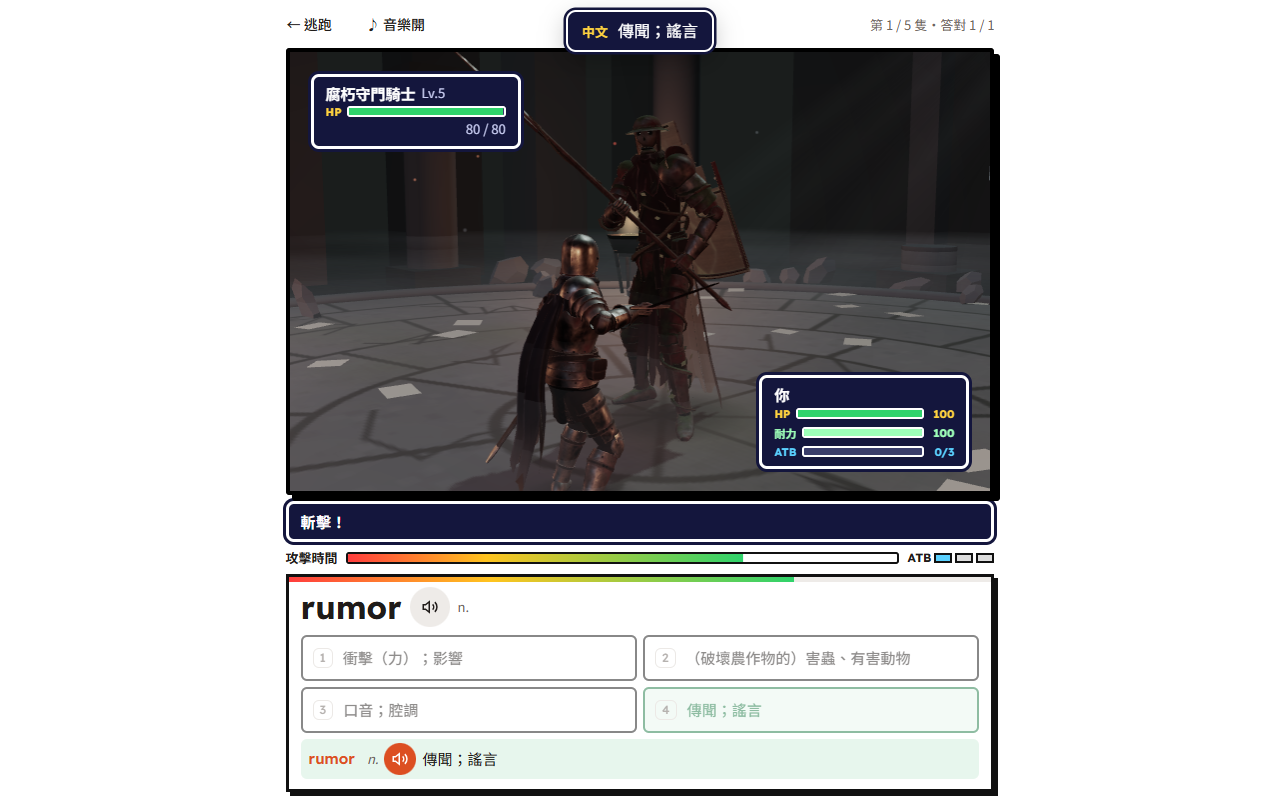 ← 逃跑 ♪ 音樂開
中文 傳聞；謠言
第 1 / 5 隻・答對 1 / 1
腐朽守門騎士 Lv.5
HP
80 / 80
你
HP 100
耐力 100
ATB 0/3
斬擊！
攻擊時間 ATB
rumor n.
1 衝擊（力）；影響
2 （破壞農作物的）害蟲、有害動物
3 口音；腔調
4 傳聞；謠言
rumor n. 傳聞；謠言